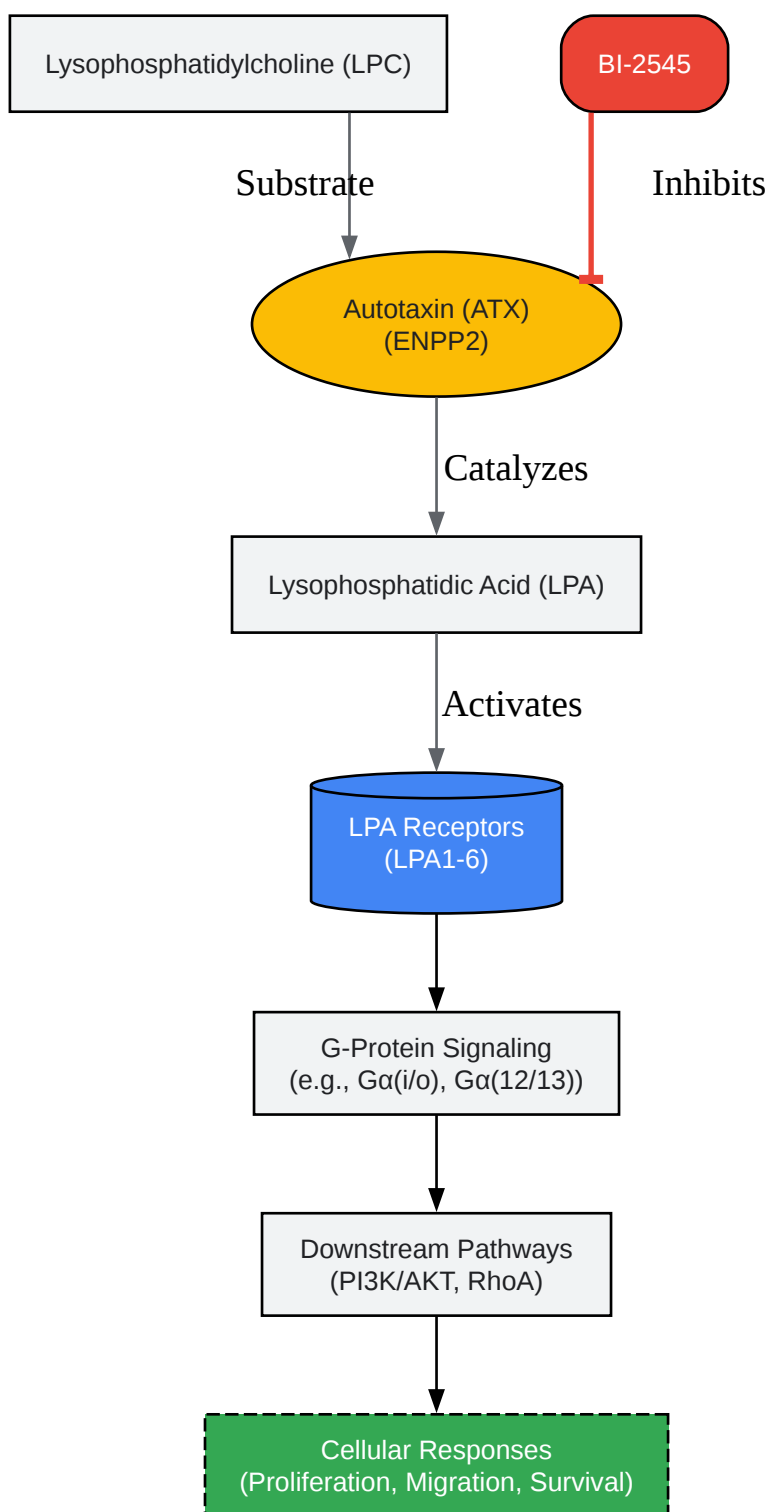 Lysophosphatidylcholine (LPC)
BI-2545
Substrate
Inhibits
Autotaxin (ATX)
(ENPP2)
Catalyzes
Lysophosphatidic Acid (LPA)
Activates
LPA Receptors
(LPA1-6)
G-Protein Signaling
(e.g., Gα(i/o), Gα(12/13))
Downstream Pathways
(PI3K/AKT, RhoA)
Cellular Responses
(Proliferation, Migration, Survival)